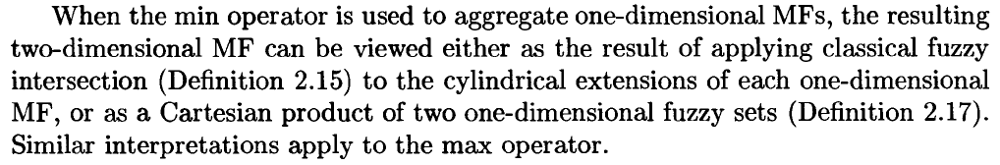 When the min operator is used to aggregate one-dimensional MFs, the resulting
two-dimensional MF can be viewed either as the result of applying classical fuzzy
intersection (Definition 2.15) to the cylindrical extensions of each one-dimensional
MF, or as a Cartesian product of two one-dimensional fuzzy sets (Definition 2.17).
Similar interpretations apply to the max operator.